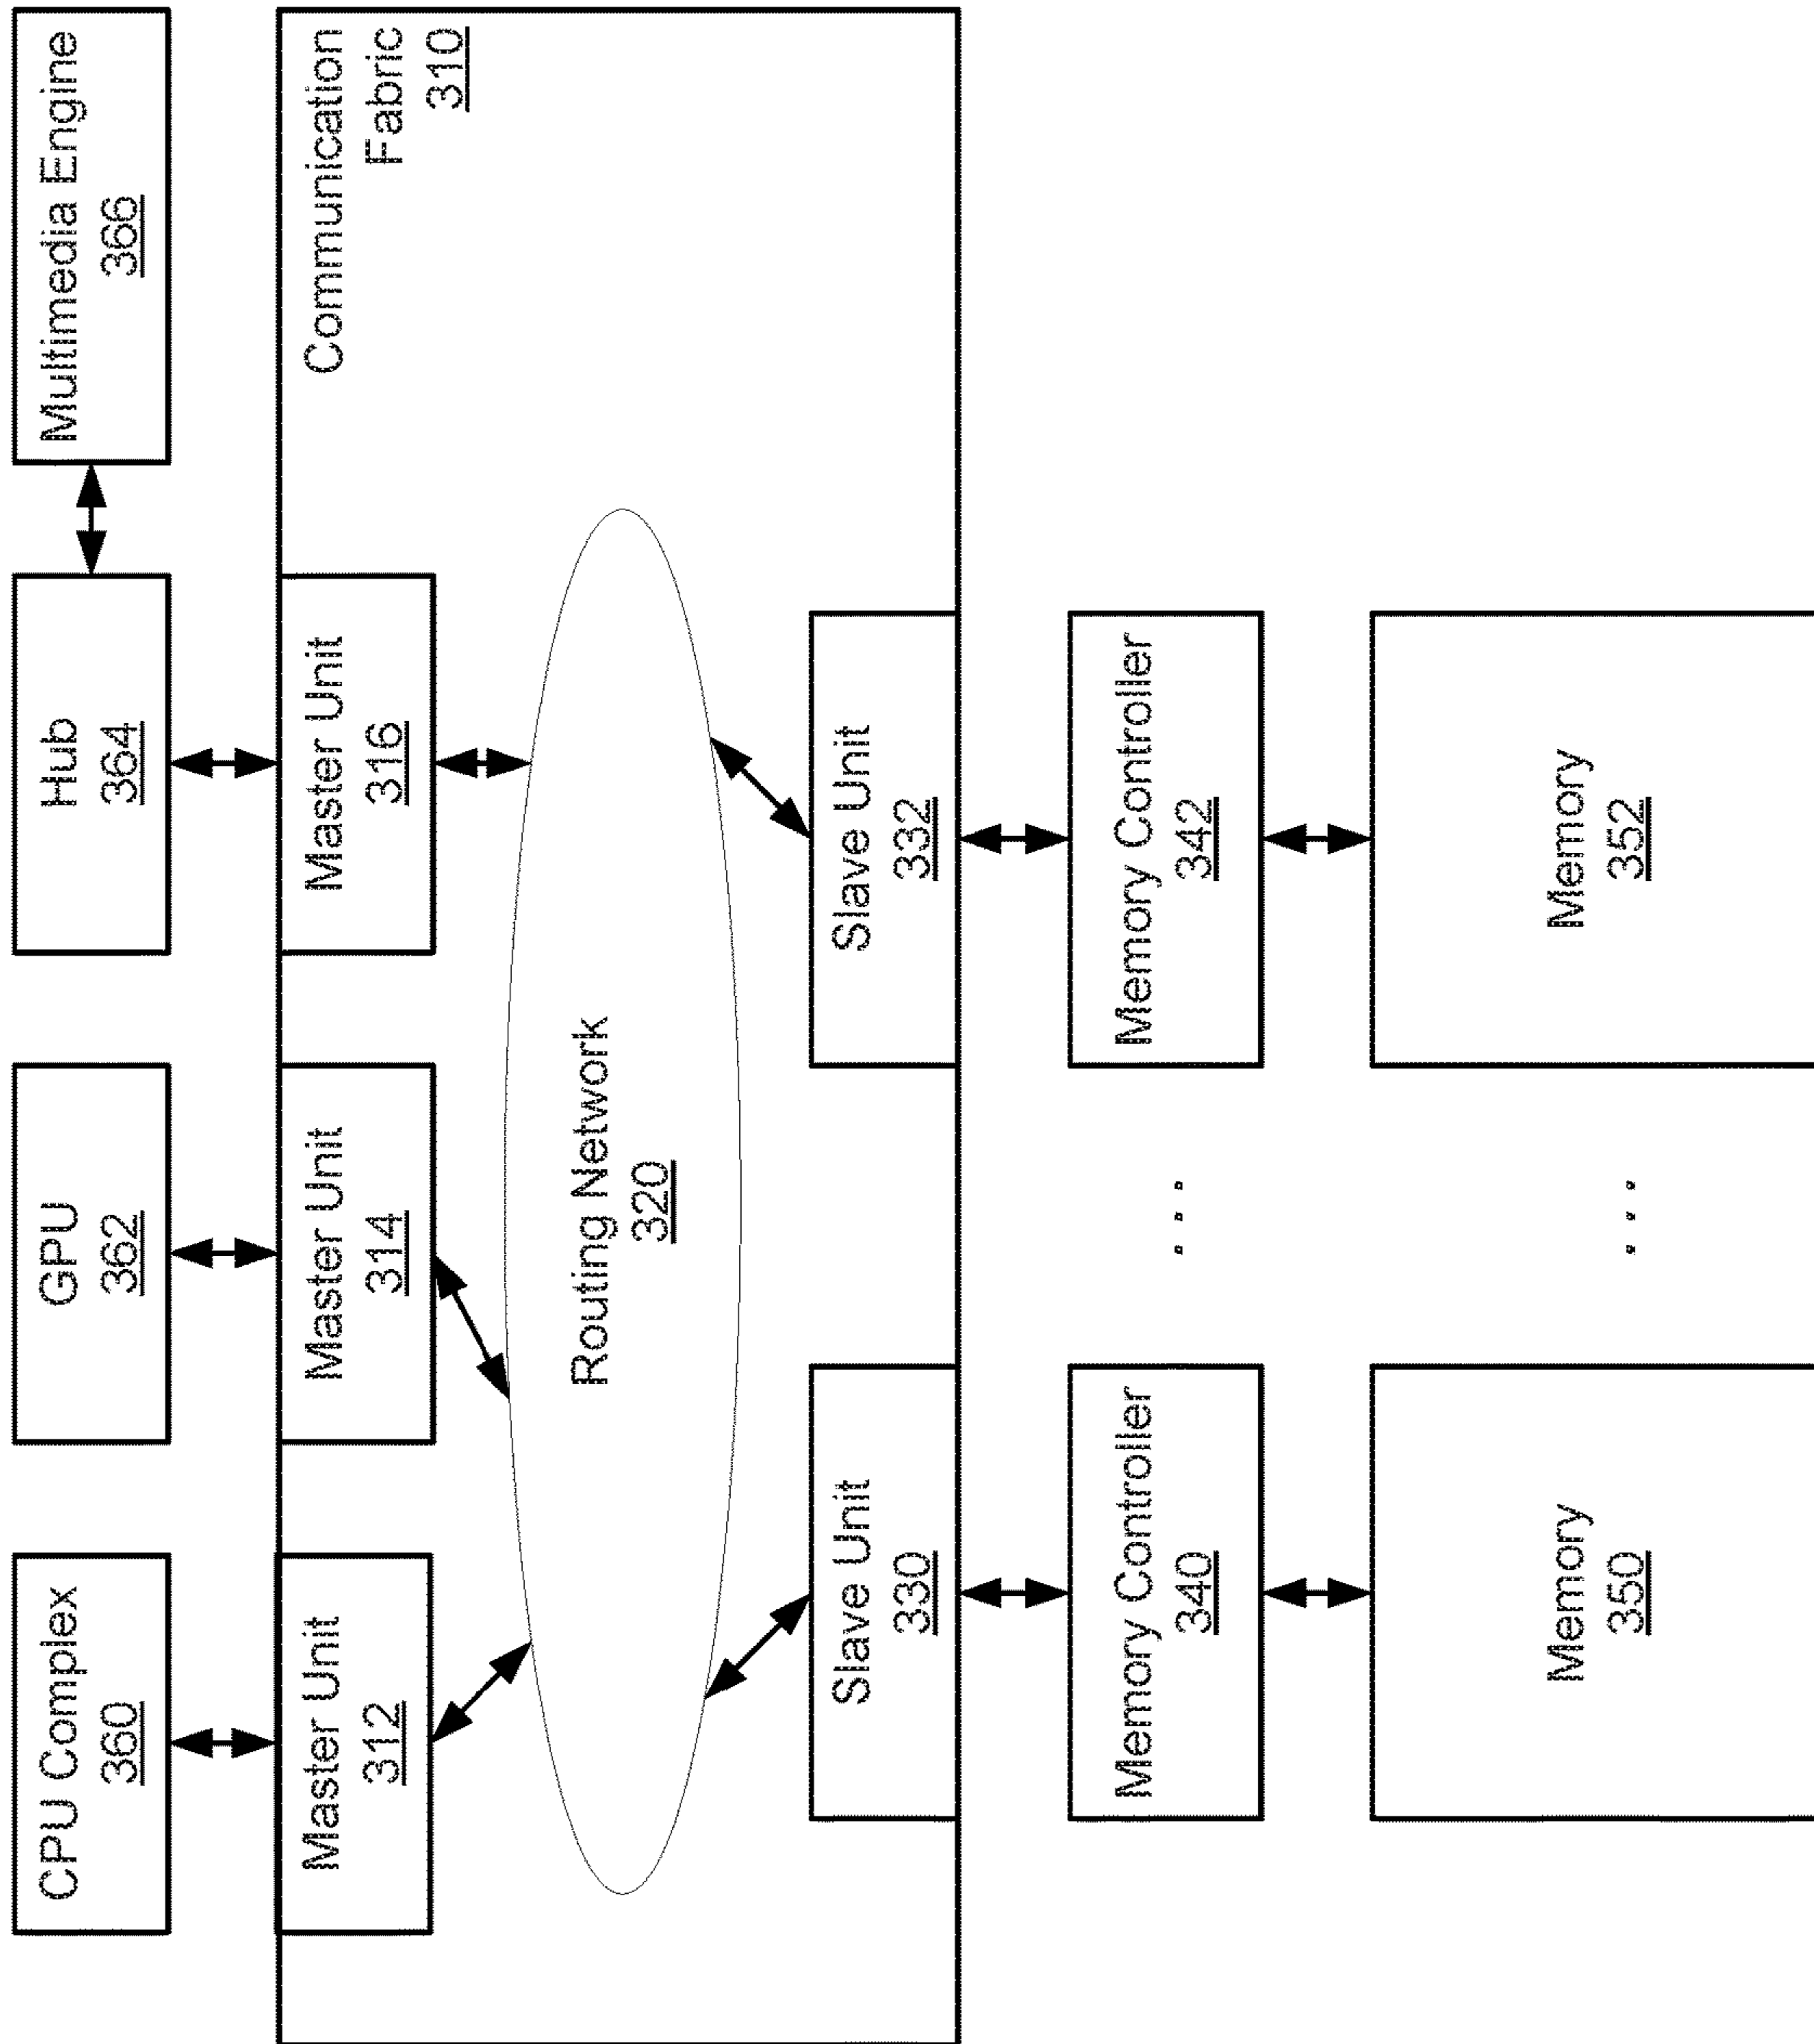 CPU Complex
360
GPU
362
Hub
364
Multimedia Engine
366
Master Unit
312
Master Unit
314
Master Unit
316
Communication
Fabric
310
Routing Network
320
Slave Unit
330
Slave Unit
332
Memory Controller
340
...
Memory Controller
342
Memory
350
...
Memory
352